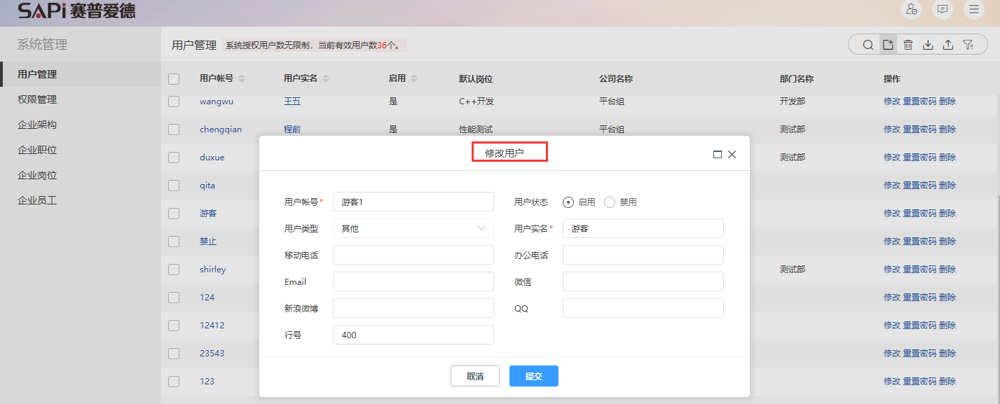 SAPi 赛普爱德
系统管理
用户管理 系统授权用户数无限制，当前有效用户数36个。
用户管理
权限管理
企业架构
企业职位
企业岗位
企业员工
用户帐号 用户实名 启用 默认岗位 公司名称 部门名称 操作
wangwu 王五 是 C++开发 平台组 开发部 修改 重置密码 删除
chengqian 程前 是 性能测试 平台组 测试部 修改 重置密码 删除
duxue 测试部 修改 重置密码 删除
qita 修改 重置密码 删除
游客 修改 重置密码 删除
禁止 修改 重置密码 删除
shirley 测试部 修改 重置密码 删除
124 修改 重置密码 删除
12412 修改 重置密码 删除
23543 修改 重置密码 删除
123 修改 重置密码 删除
修改用户
用户帐号* 游客1 用户状态 启用 禁用
用户类型 其他 用户实名* 游客
移动电话 办公电话
Email 微信
新浪微博 QQ
行号 400
取消 提交